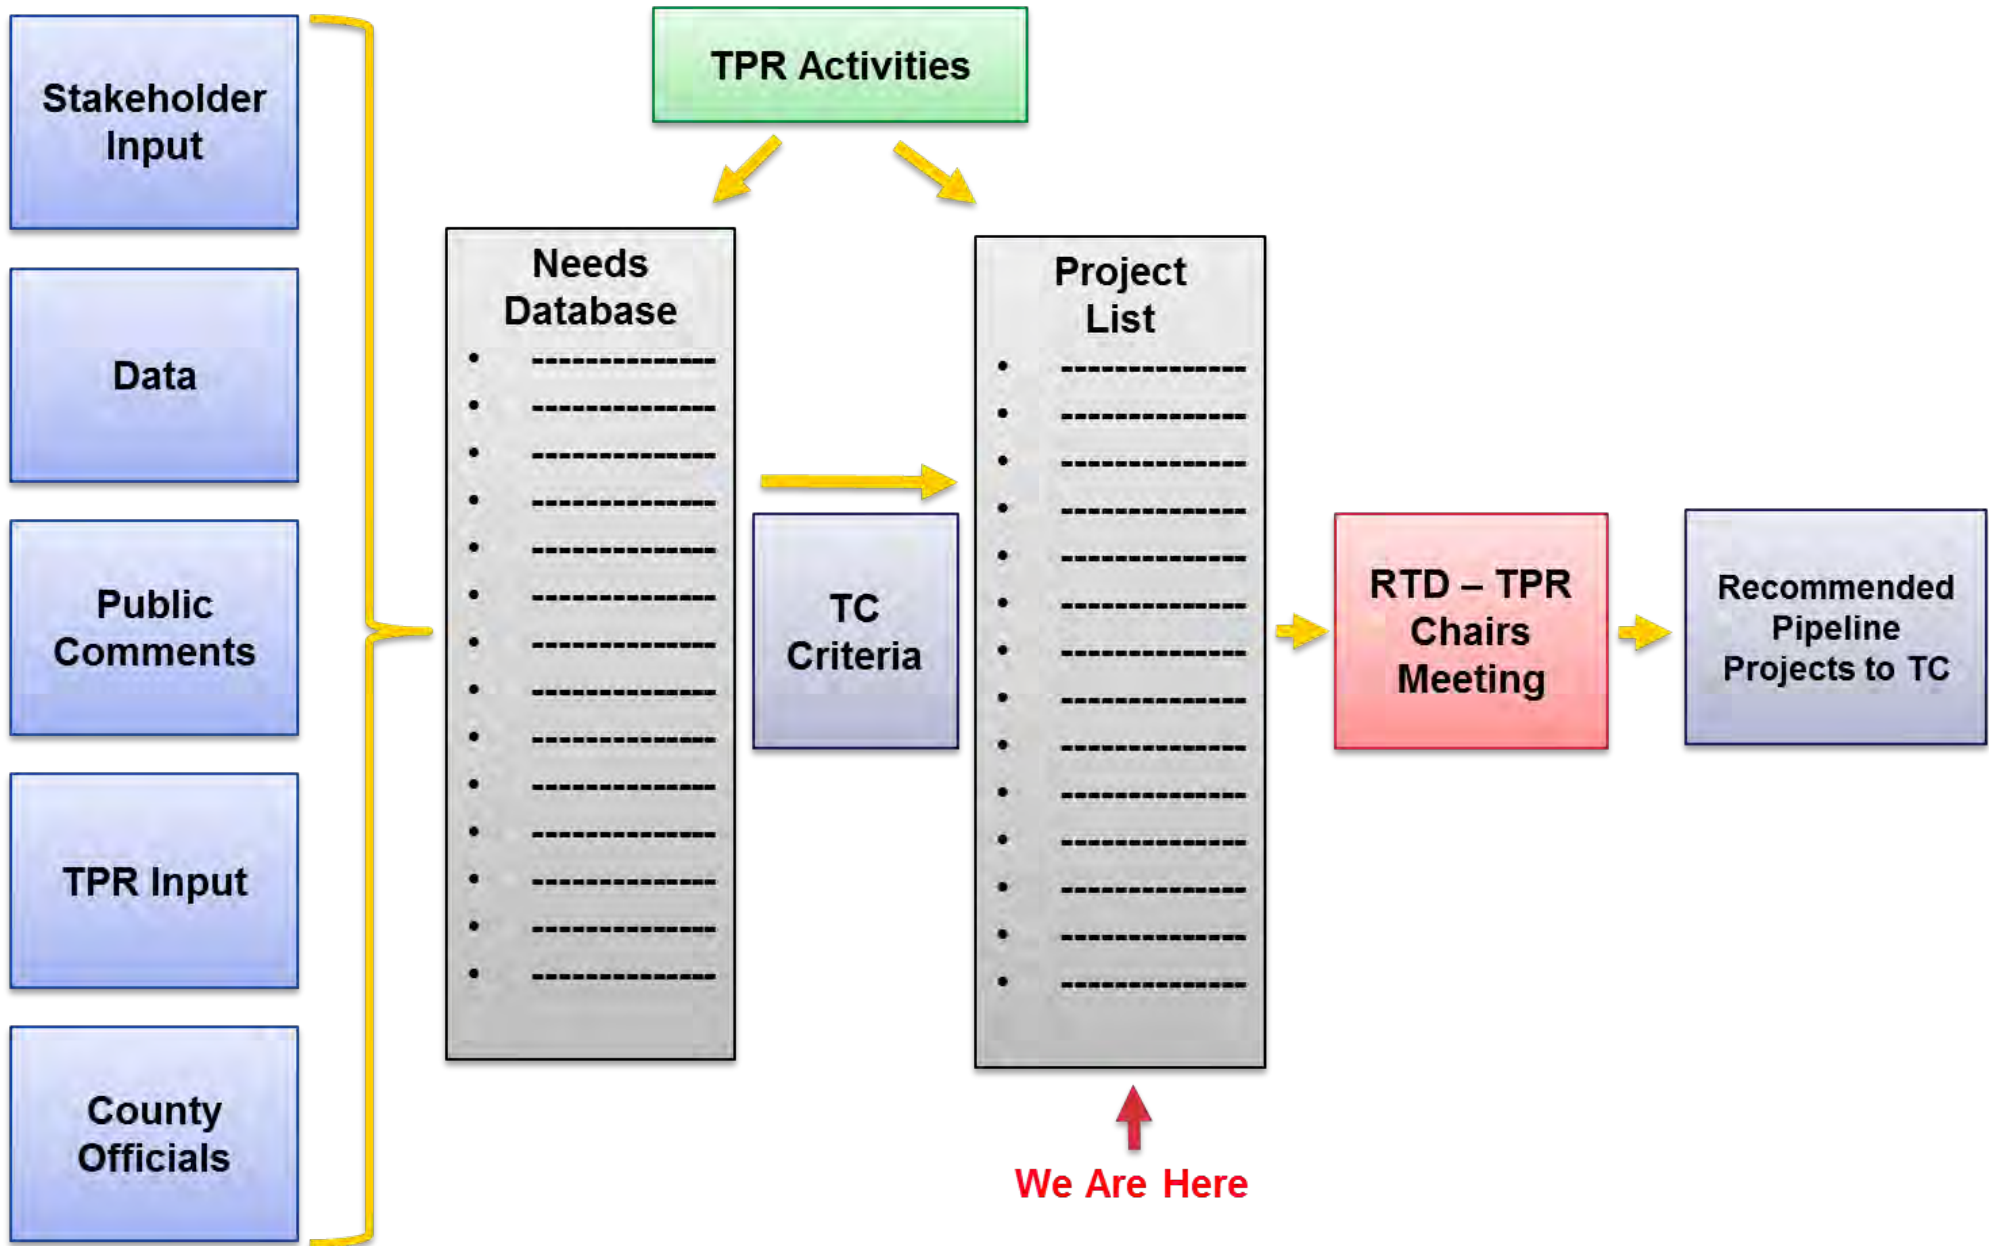 Stakeholder
Input
Data
Public
Comments
TPR Input
County
Officials
TPR Activities
Needs
Database
• --------------
• --------------
• --------------
• --------------
• --------------
• --------------
• --------------
• --------------
• --------------
• --------------
• --------------
• --------------
• --------------
• --------------
TC
Criteria
Project
List
• --------------
• --------------
• --------------
• --------------
• --------------
• --------------
• --------------
• --------------
• --------------
• --------------
• --------------
• --------------
• --------------
• --------------
We Are Here
RTD – TPR
Chairs
Meeting
Recommended
Pipeline
Projects to TC